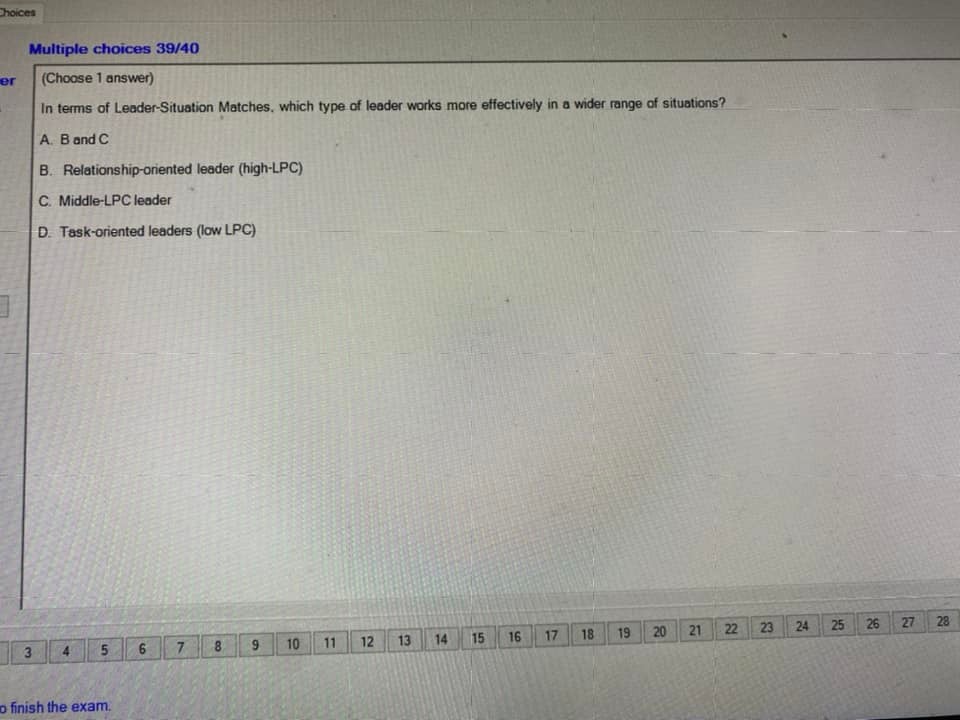 Choices
Multiple choices 39/40
er
(Choose 1 answer)
In terms of Leader-Situation Matches, which type of leader works more effectively in a wider range of situations?
A. B and C
B. Relationship-oriented leader (high-LPC)
C. Middle-LPC leader
D. Task-oriented leaders (low LPC)
3 4 5 6 7 8 9 10 11 12 13 14 15 16 17 18 19 20 21 22 23 24 25 26 27 28
o finish the exam.